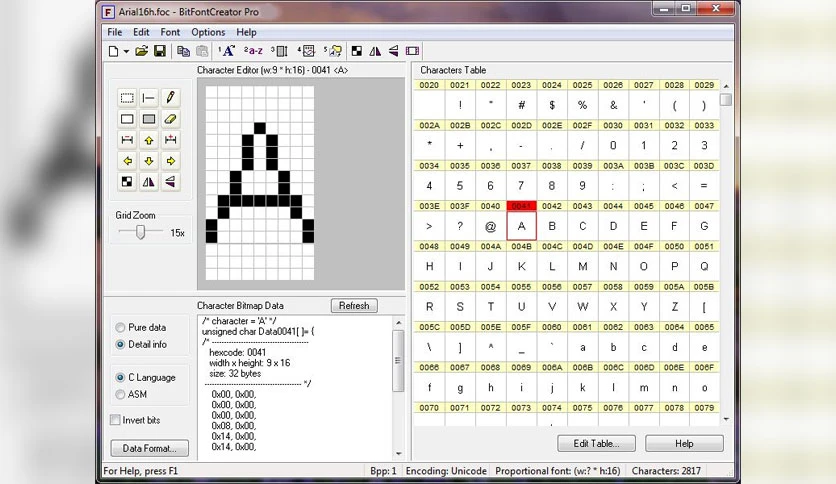 Arial16h.foc - BitFontCreator Pro
File Edit Font Options Help
1A 2a-z 3 4 5
Character Editor (w:9 * h:16) - 0041 <A>
Characters Table
0020 0021 0022 0023 0024 0025 0026 0027 0028 0029
! " # $ % & ' ( )
002A 002B 002C 002D 002E 002F 0030 0031 0032 0033
* + , - . / 0 1 2 3
0034 0035 0036 0037 0038 0039 003A 003B 003C 003D
4 5 6 7 8 9 : ; < =
003E 003F 0040 0041 0042 0043 0044 0045 0046 0047
> ? @ A B C D E F G
0048 0049 004A 004B 004C 004D 004E 004F 0050 0051
H I J K L M N O P Q
0052 0053 0054 0055 0056 0057 0058 0059 005A 005B
R S T U V W X Y Z [
005C 005D 005E 005F 0060 0061 0062 0063 0064 0065
\ ] ^ _ ` a b c d e
0066 0067 0068 0069 006A 006B 006C 006D 006E 006F
f g h i j k l m n o
0070 0071 0072 0073 0074 0075 0076 0077 0078 0079
Grid Zoom
15x
Character Bitmap Data
Refresh
Pure data
Detail info
C Language
ASM
Invert bits
Data Format...
/* character = 'A' */
unsigned char Data0041[ ]= {
/* ----------------------------------
hexcode: 0041
width x height: 9 x 16
size: 32 bytes
---------------------------------- */
0x00, 0x00,
0x00, 0x00,
0x00, 0x00,
0x08, 0x00,
0x14, 0x00,
0x14, 0x00,
Edit Table...
Help
For Help, press F1
Bpp: 1
Encoding: Unicode
Proportional font: (w:? * h:16)
Characters: 2817